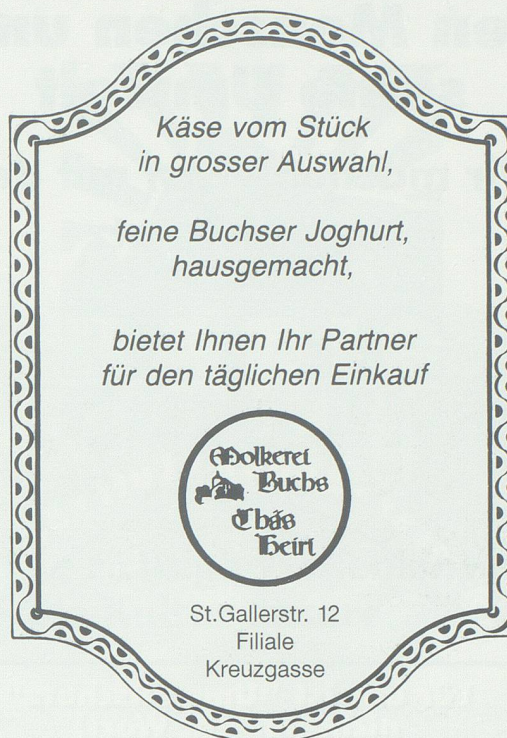 Käse vom Stück
in grosser Auswahl,
feine Buchser Joghurt,
hausgemacht,
bietet Ihnen Ihr Partner
für den täglichen Einkauf
Molkerei
Buchs
Chäs
Heiri
St.Gallerstr. 12
Filiale
Kreuzgasse